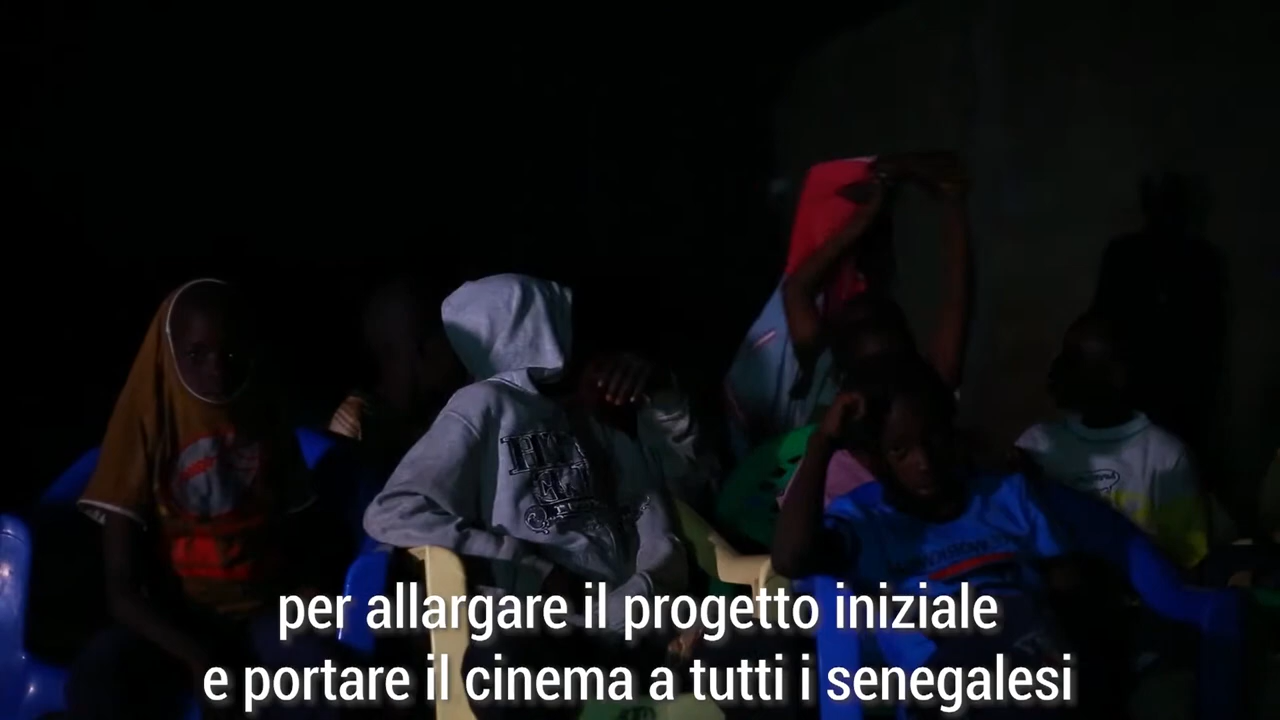 per allargare il progetto iniziale
e portare il cinema a tutti i senegalesi